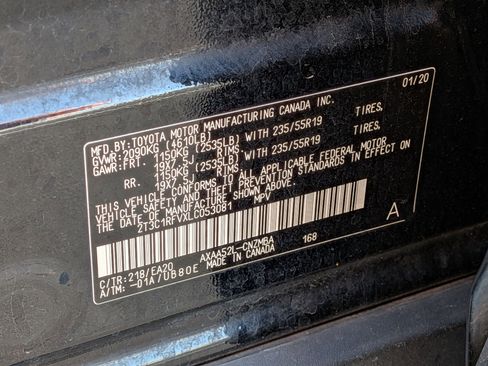 MFD.BY:TOYOTA MOTOR MANUFACTURING CANADA INC. 01/20
GVWR: 2090KG (4610LB)
GAWR:FRT. 1150KG (2535LB) WITH 235/55R19 TIRES,
19X7.5J RIMS
RR. 1150KG (2535LB) WITH 235/55R19 TIRES,
19X7.5J RIMS
THIS VEHICLE CONFORMS TO ALL APPLICABLE FEDERAL MOTOR
VEHICLE SAFETY STANDARDS IN EFFECT ON
THE DATE OF MANUFACTURE SHOWN ABOVE.
2T3C1RFVXLC053081 MPV
A
C/TR:218/EA20 AXAA52L-CNZMBA 168
A/TM: -01A/UB80E MADE IN CANADA